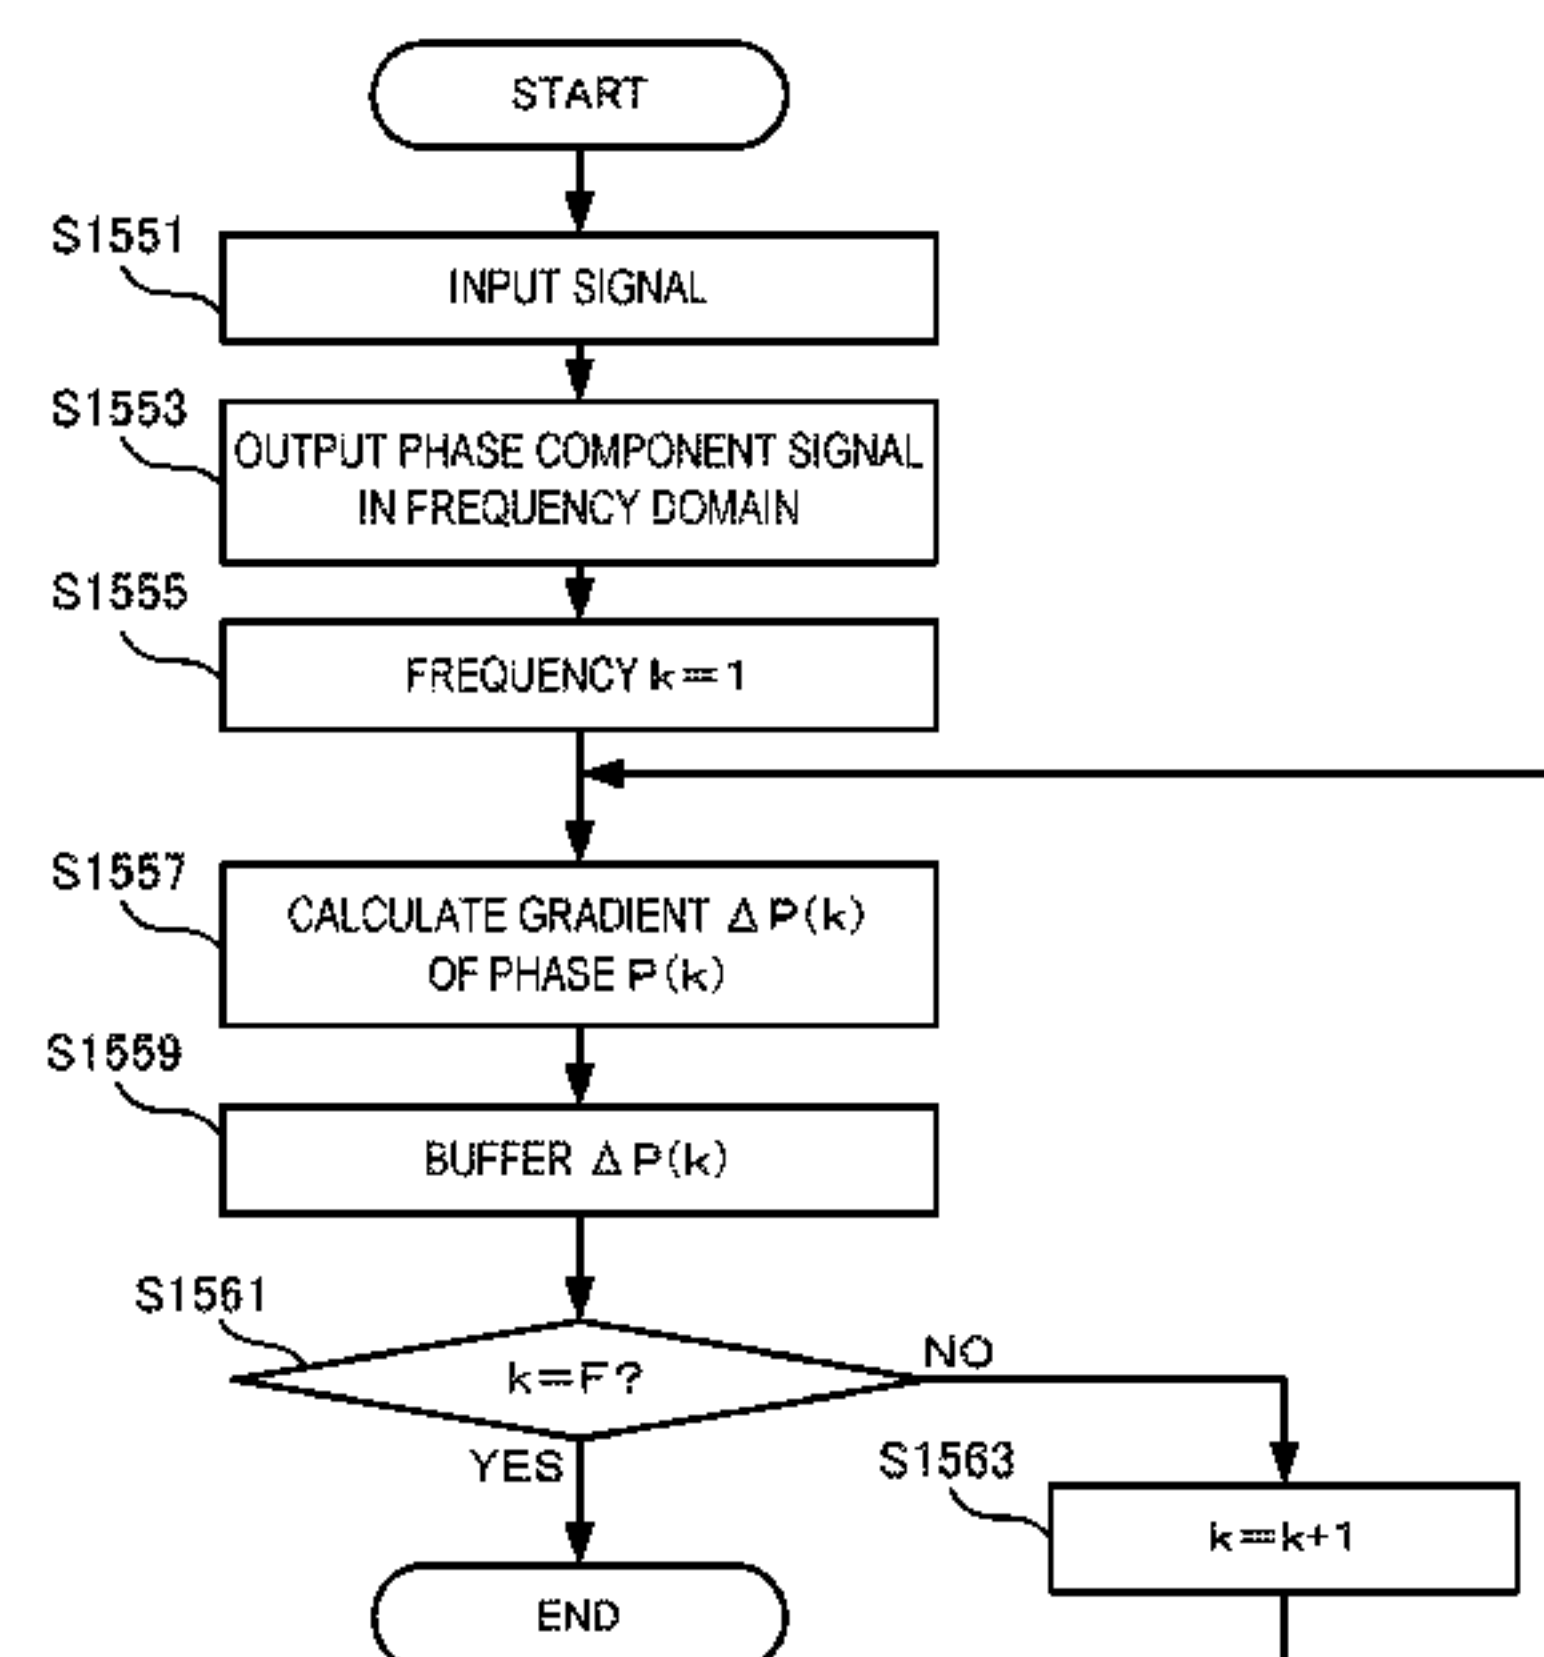 START
S1551
INPUT SIGNAL
S1553
OUTPUT PHASE COMPONENT SIGNAL
IN FREQUENCY DOMAIN
S1555
FREQUENCY k=1
S1557
CALCULATE GRADIENT ΔP(k)
OF PHASE P(k)
S1559
BUFFER ΔP(k)
S1561
k=F?
NO
YES
S1563
k=k+1
END